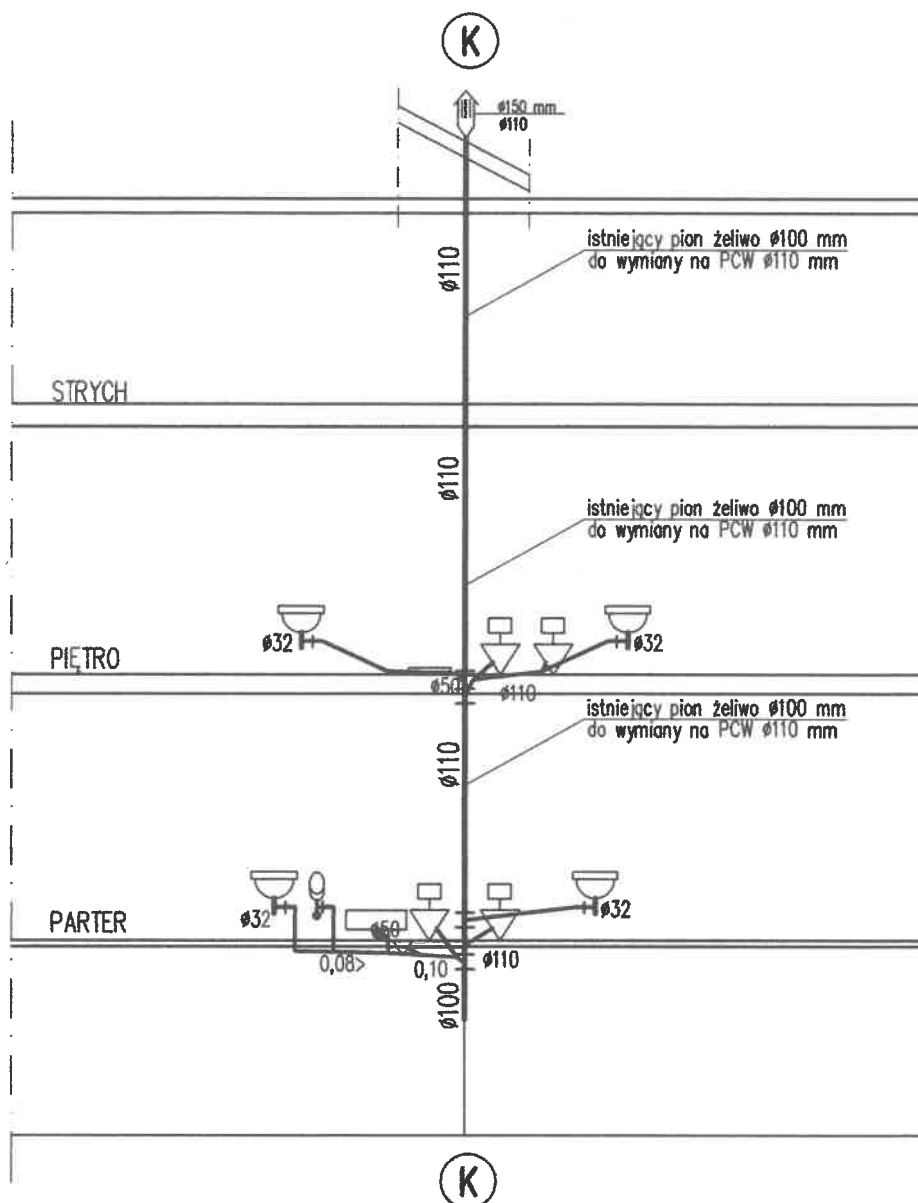 K
ø150 mm
ø110
istniejący pion żeliwo ø100 mm
do wymiany na PCW ø110 mm
ø110
STRYCH
ø110
istniejący pion żeliwo ø100 mm
do wymiany na PCW ø110 mm
ø32
ø32
PIĘTRO
ø50
ø110
istniejący pion żeliwo ø100 mm
do wymiany na PCW ø110 mm
ø110
ø32
ø32
PARTER
ø50
0,08>
0,10
ø110
ø100
K